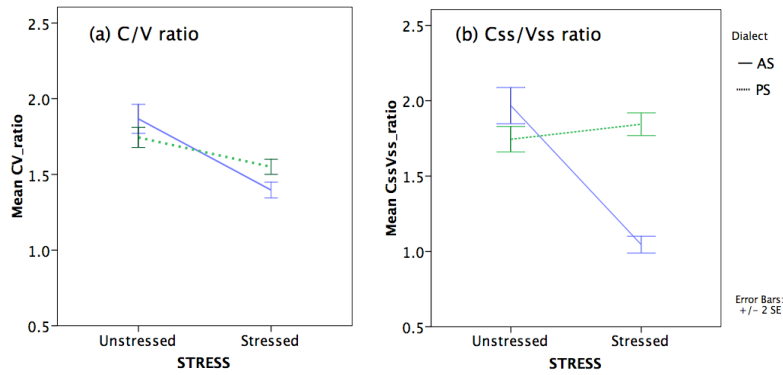 (a) C/V ratio
Mean CV_ratio
2.5
2.0
1.5
1.0
0.5
Unstressed Stressed
STRESS
(b) Css/Vss ratio
Mean CssVss_ratio
2.5
2.0
1.5
1.0
0.5
Unstressed Stressed
STRESS
Dialect
AS
PS
Error Bars:
+/- 2 SE